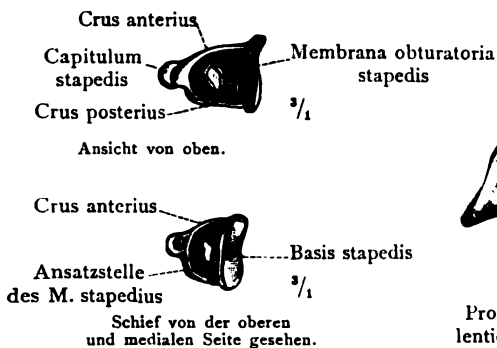 Crus anterius
Capitulum
stapedis
Membrana obturatoria
stapedis
Crus posterius
3/1
Ansicht von oben.
Crus anterius
Basis stapedis
Ansatzstelle
des M. stapedius
3/1
Schief von der oberen
und medialen Seite gesehen.
Pro
lentic